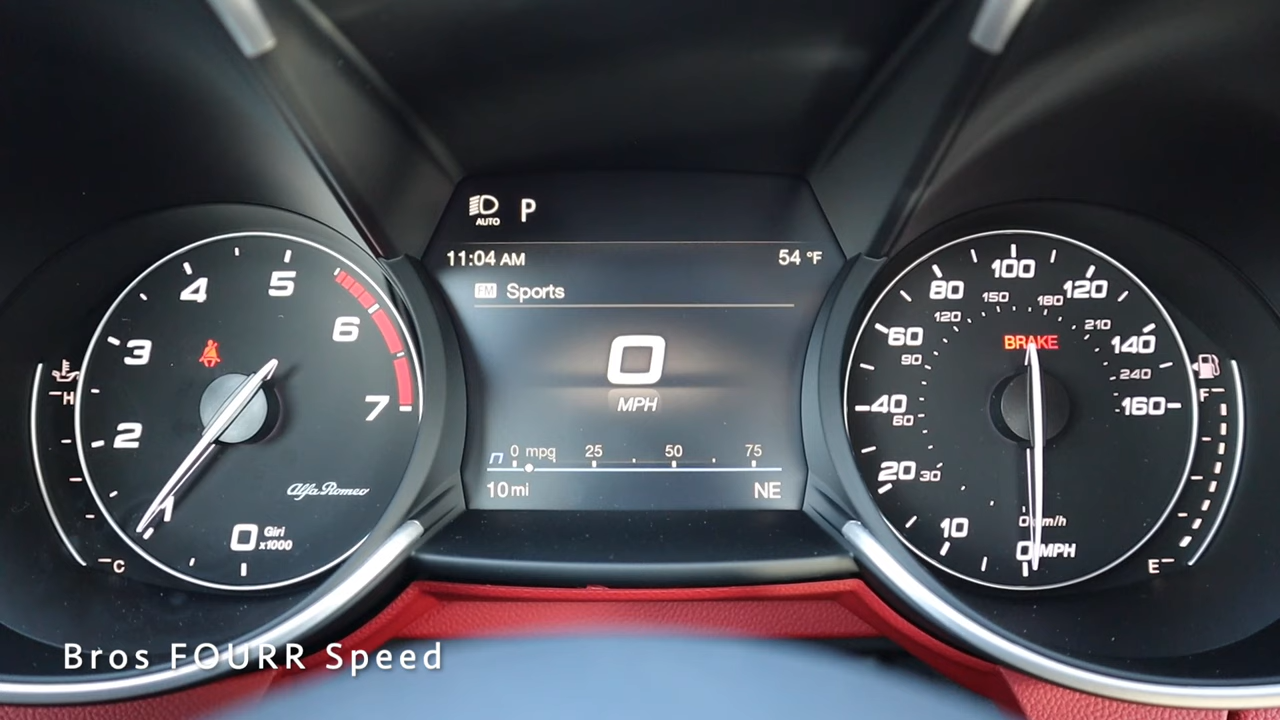 AUTO P
11:04 AM 54 °F
FM Sports
0
MPH
0 mpg 25 50 75
10 mi NE
1 2 3 4 5 6 7
H
C
Alfa Romeo
0 Giri
x1000
BRAKE
10 20 40 60 80 100 120 140 160
30 60 90 120 150 180 210 240
0 km/h
0 MPH
F
E
Bros FOURR Speed